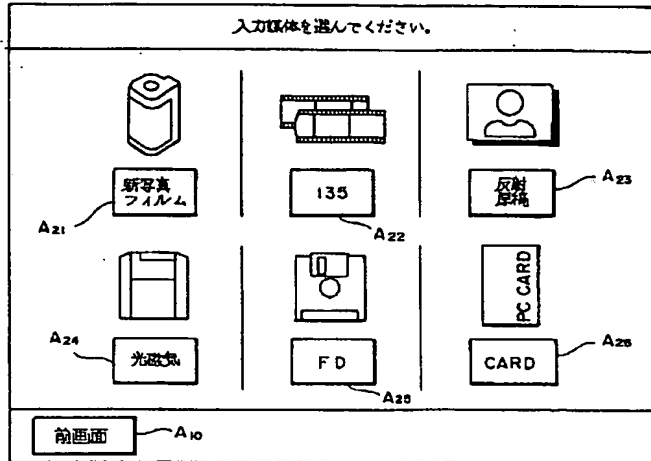 入力媒体を選んでください。
新写真
フィルム
A21
135
A22
反射
原稿
A23
光磁気
A24
FD
A25
PC CARD
CARD
A26
前画面
A10